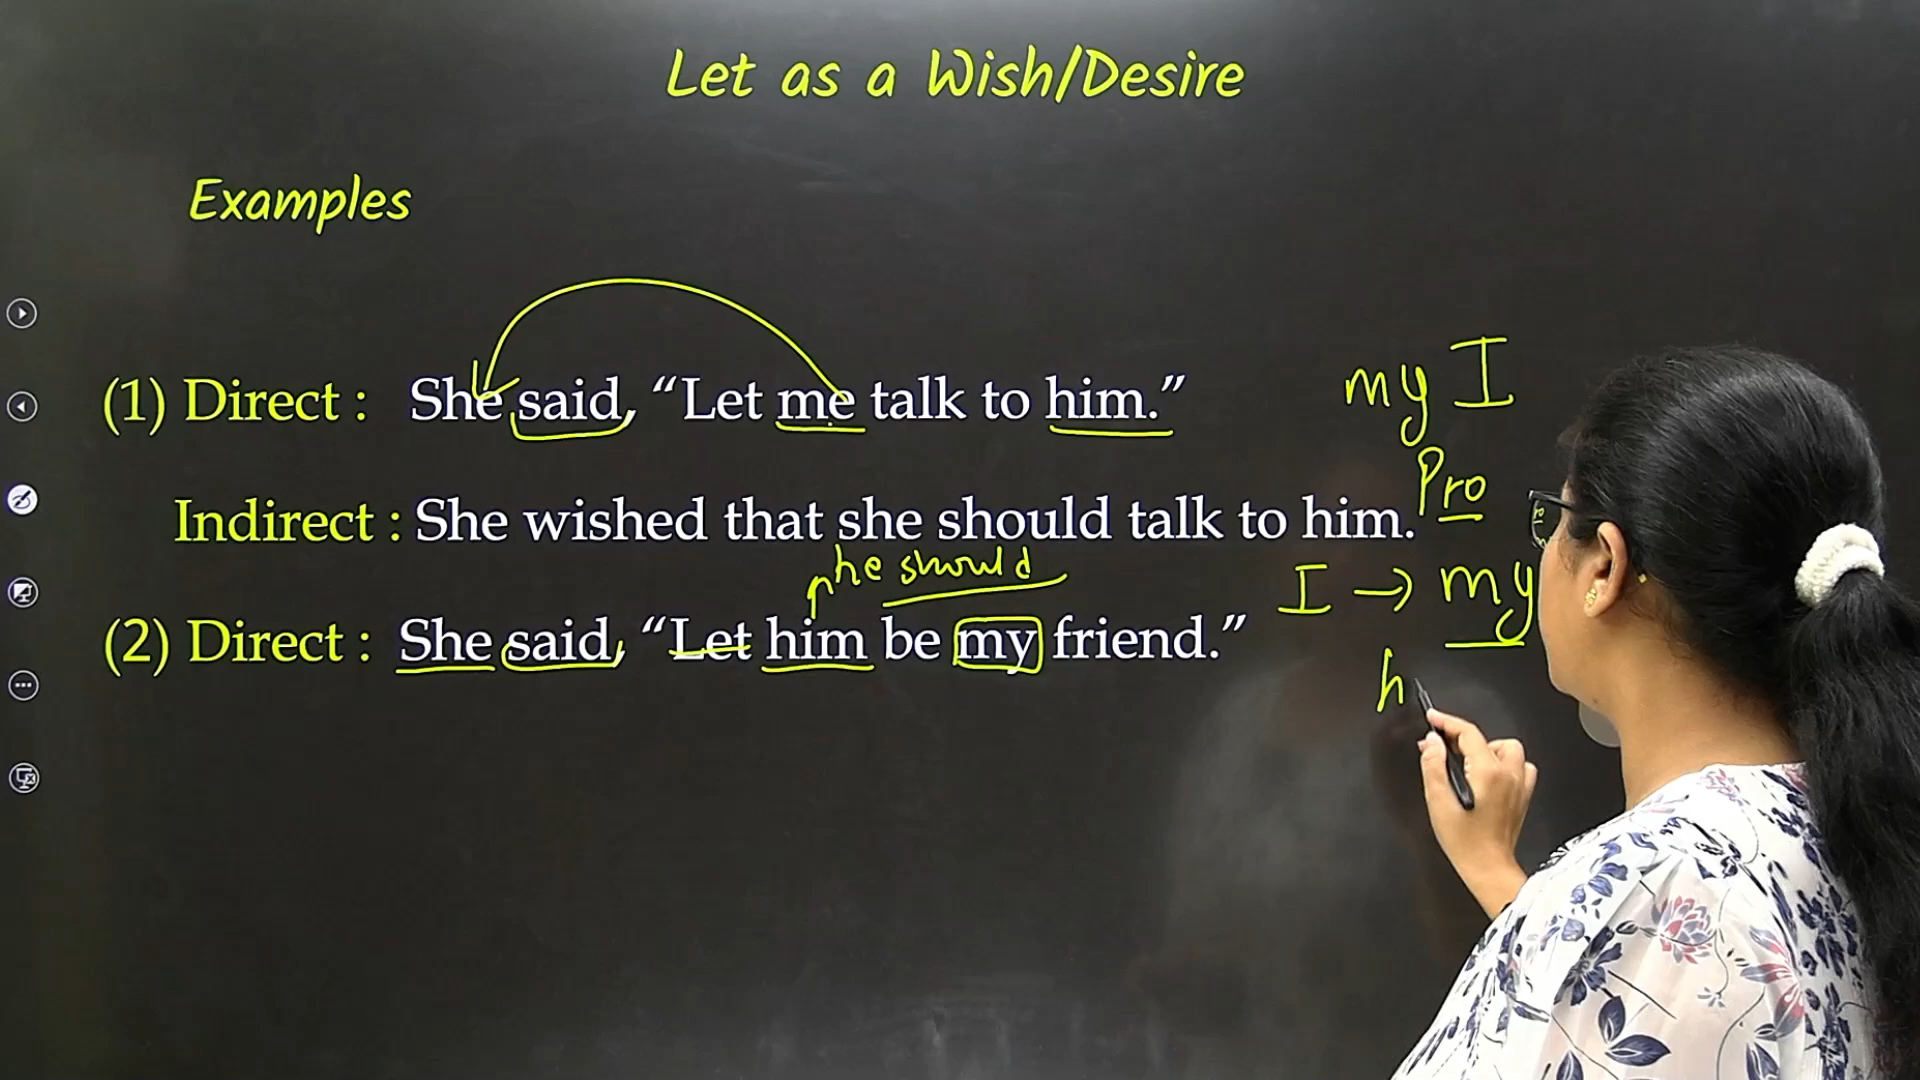 Let as a Wish/Desire
Examples
(1) Direct : She said, “Let me talk to him.”
my I
Pro
Indirect : She wished that she should talk to him.
he should
I → my
(2) Direct : She said, “Let him be my friend.”
h